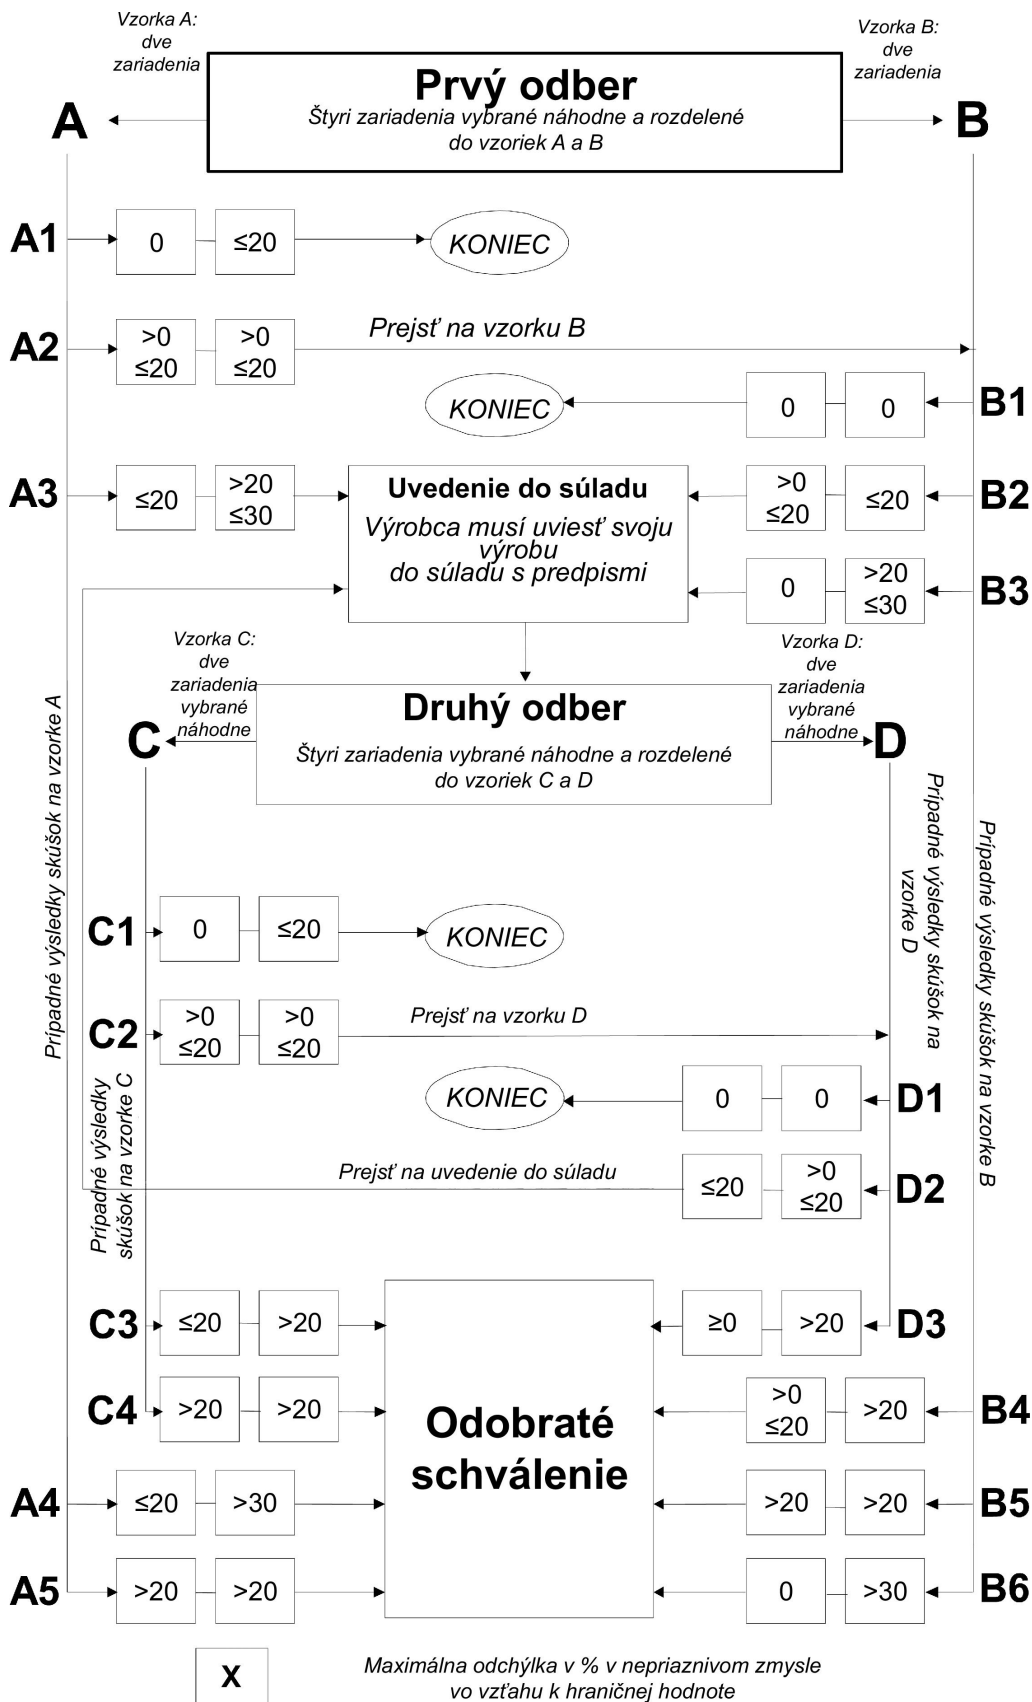 Vzorka A:
dve
zariadenia
Vzorka B:
dve
zariadenia
Prvý odber
Štyri zariadenia vybrané náhodne a rozdelené
do vzoriek A a B
A
B
A1
0
≤20
KONIEC
A2
>0
≤20
>0
≤20
Prejsť na vzorku B
KONIEC
0
0
B1
A3
≤20
>20
≤30
Uvedenie do súladu
Výrobca musí uviesť svoju
výrobu
do súladu s predpismi
>0
≤20
≤20
B2
0
>20
≤30
B3
Vzorka C:
dve
zariadenia
vybrané
náhodne
Vzorka D:
dve
zariadenia
vybrané
náhodne
Druhý odber
Štyri zariadenia vybrané náhodne a rozdelené
do vzoriek C a D
C
D
Prípadné výsledky skúšok na vzorke A
Prípadné výsledky skúšok na
vzorke D
Prípadné výsledky skúšok na vzorke B
C1
0
≤20
KONIEC
C2
>0
≤20
>0
≤20
Prejsť na vzorku D
Prípadné výsledky
skúšok na vzorke C
KONIEC
0
0
D1
Prejsť na uvedenie do súladu
≤20
>0
≤20
D2
C3
≤20
>20
≥0
>20
D3
C4
>20
>20
Odobraté
schválenie
>0
≤20
>20
B4
A4
≤20
>30
>20
>20
B5
A5
>20
>20
0
>30
B6
X
Maximálna odchýlka v % v nepriaznivom zmysle
vo vzťahu k hraničnej hodnote